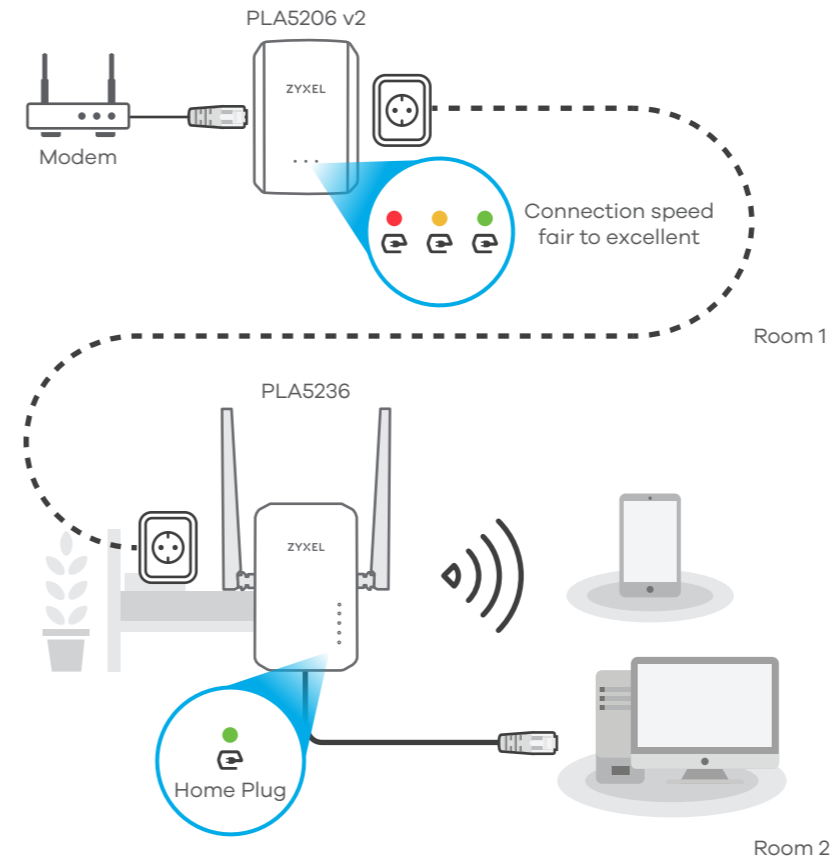 PLA5206 v2
ZYXEL
Modem
Connection speed
fair to excellent
Room 1
PLA5236
ZYXEL
Home Plug
Room 2